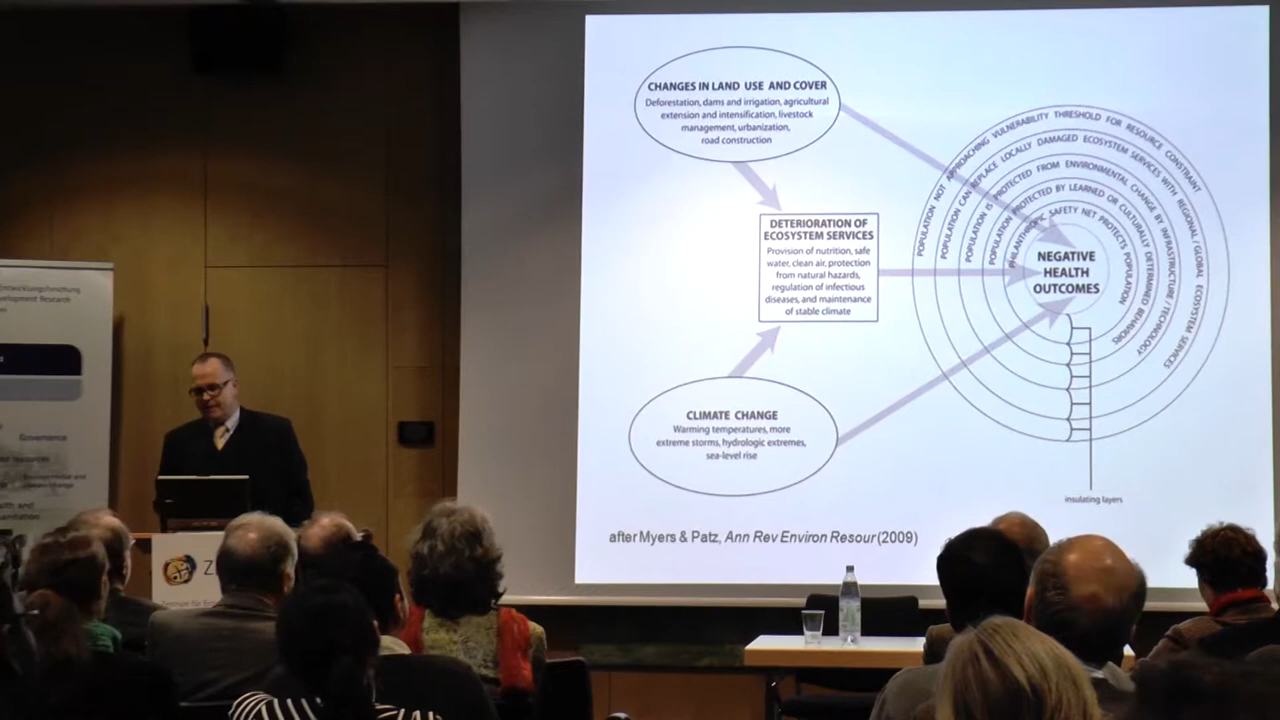 CHANGES IN LAND USE AND COVER
Deforestation, dams and irrigation, agricultural
extension and intensification, livestock
management, urbanization,
road construction
DETERIORATION OF
ECOSYSTEM SERVICES
Provision of nutrition, safe
water, clean air, protection
from natural hazards,
regulation of infectious
diseases, and maintenance
of stable climate
CLIMATE CHANGE
Warming temperatures, more
extreme storms, hydrologic extremes,
sea-level rise
POPULATION NOT APPROACHING VULNERABILITY THRESHOLD FOR RESOURCE CONSTRAINT
POPULATION CAN REPLACE LOCALLY DAMAGED ECOSYSTEM SERVICES WITH REGIONAL / GLOBAL ECOSYSTEM SERVICES
POPULATION IS PROTECTED FROM ENVIRONMENTAL CHANGE BY INFRASTRUCTURE / TECHNOLOGY
POPULATION PROTECTED BY LEARNED OR CULTURALLY DETERMINED BEHAVIORS
PHILANTHROPIC SAFETY NET PROTECTS POPULATION
NEGATIVE
HEALTH
OUTCOMES
insulating layers
after Myers & Patz, Ann Rev Environ Resour (2009)
Entwicklungsforschung
velopment Research
Governance
Z